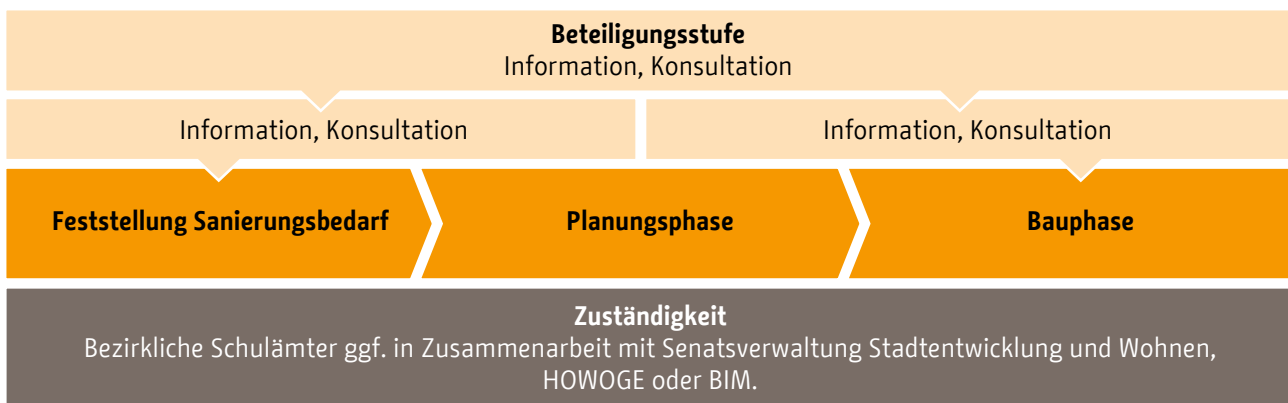 Beteiligungsstufe
Information, Konsultation
Information, Konsultation
Information, Konsultation
Feststellung Sanierungsbedarf
Planungsphase
Bauphase
Zuständigkeit
Bezirkliche Schulämter ggf. in Zusammenarbeit mit Senatsverwaltung Stadtentwicklung und Wohnen,
HOWOGE oder BIM.